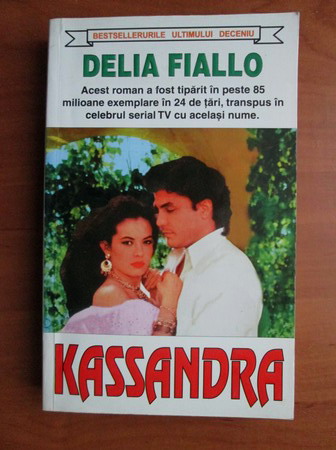 BESTSELLERURILE ULTIMULUI DECENIU
DELIA FIALLO
Acest roman a fost tipărit în peste 85
milioane exemplare în 24 de țări, transpus în
celebrul serial TV cu același nume.
KASSANDRA